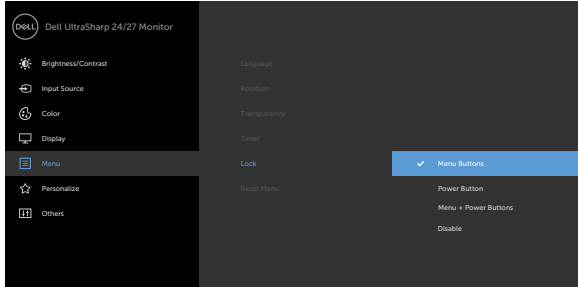 DELL Dell UltraSharp 24/27 Monitor
Brightness/Contrast
Input Source
Color
Display
Menu
Personalize
Others
Language
Rotation
Transparency
Timer
Lock
Reset Menu
Menu Buttons
Power Button
Menu + Power Buttons
Disable